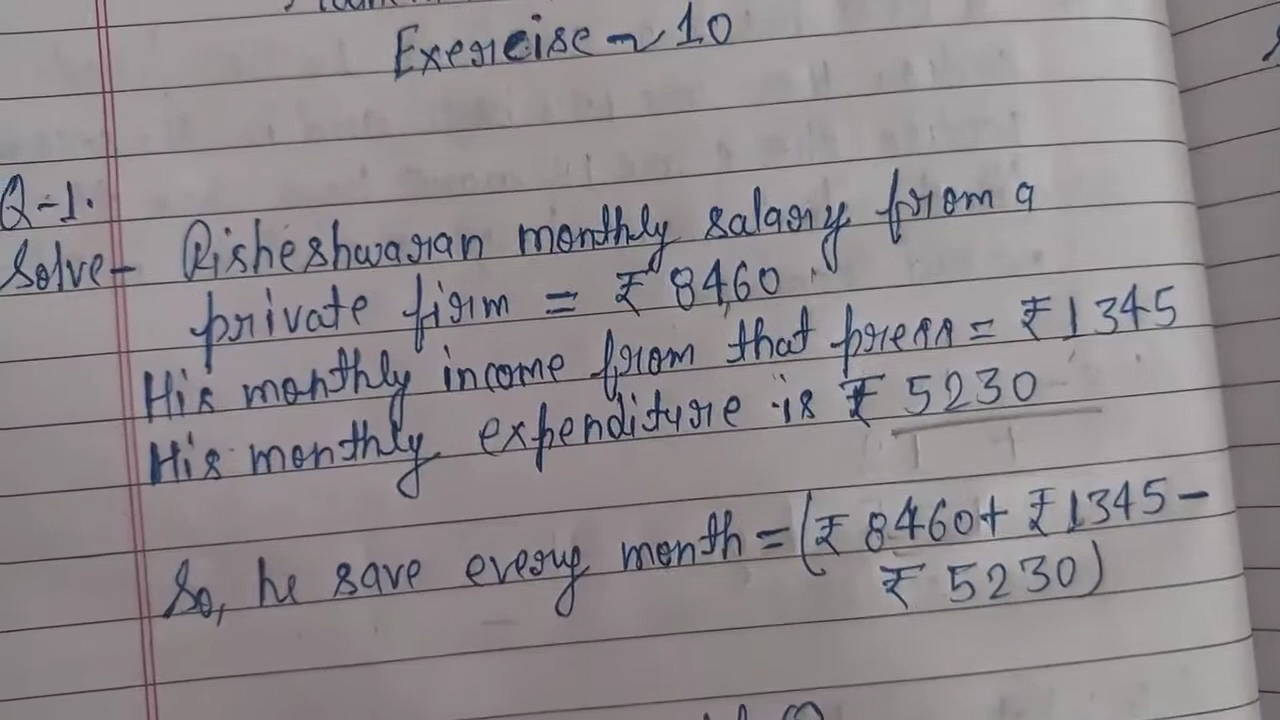 Exercise ~ 10
Q-1.
Solve- Risheshwaran monthly salary from a
private firm = ₹ 8460
His monthly income from that press = ₹1345
His monthly expenditure is ₹ 5230
So, he save every month = (₹ 8460+ ₹1345 -
₹ 5230)